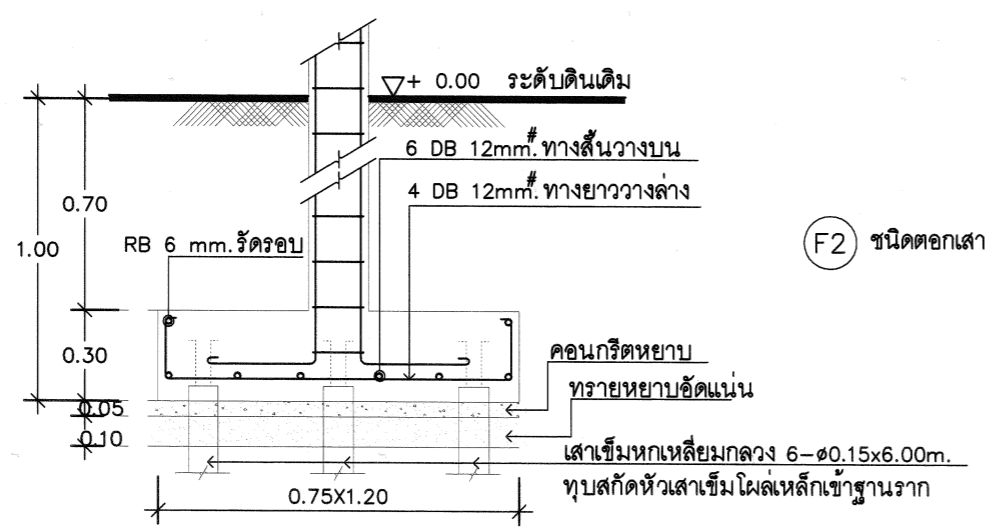 + 0.00 ระดับดินเดิม
6 DB 12mm.# ทางสั้นวางบน
4 DB 12mm.# ทางยาววางล่าง
0.70
1.00
RB 6 mm. รัดรอบ
F2 ชนิดตอกเสา
0.30
คอนกรีตหยาบ
ทรายหยาบอัดแน่น
0.05
0.10
เสาเข็มหกเหลี่ยมกลวง 6-ø0.15x6.00m.
ทุบสกัดหัวเสาเข็มโผล่เหล็กเข้าฐานราก
0.75X1.20